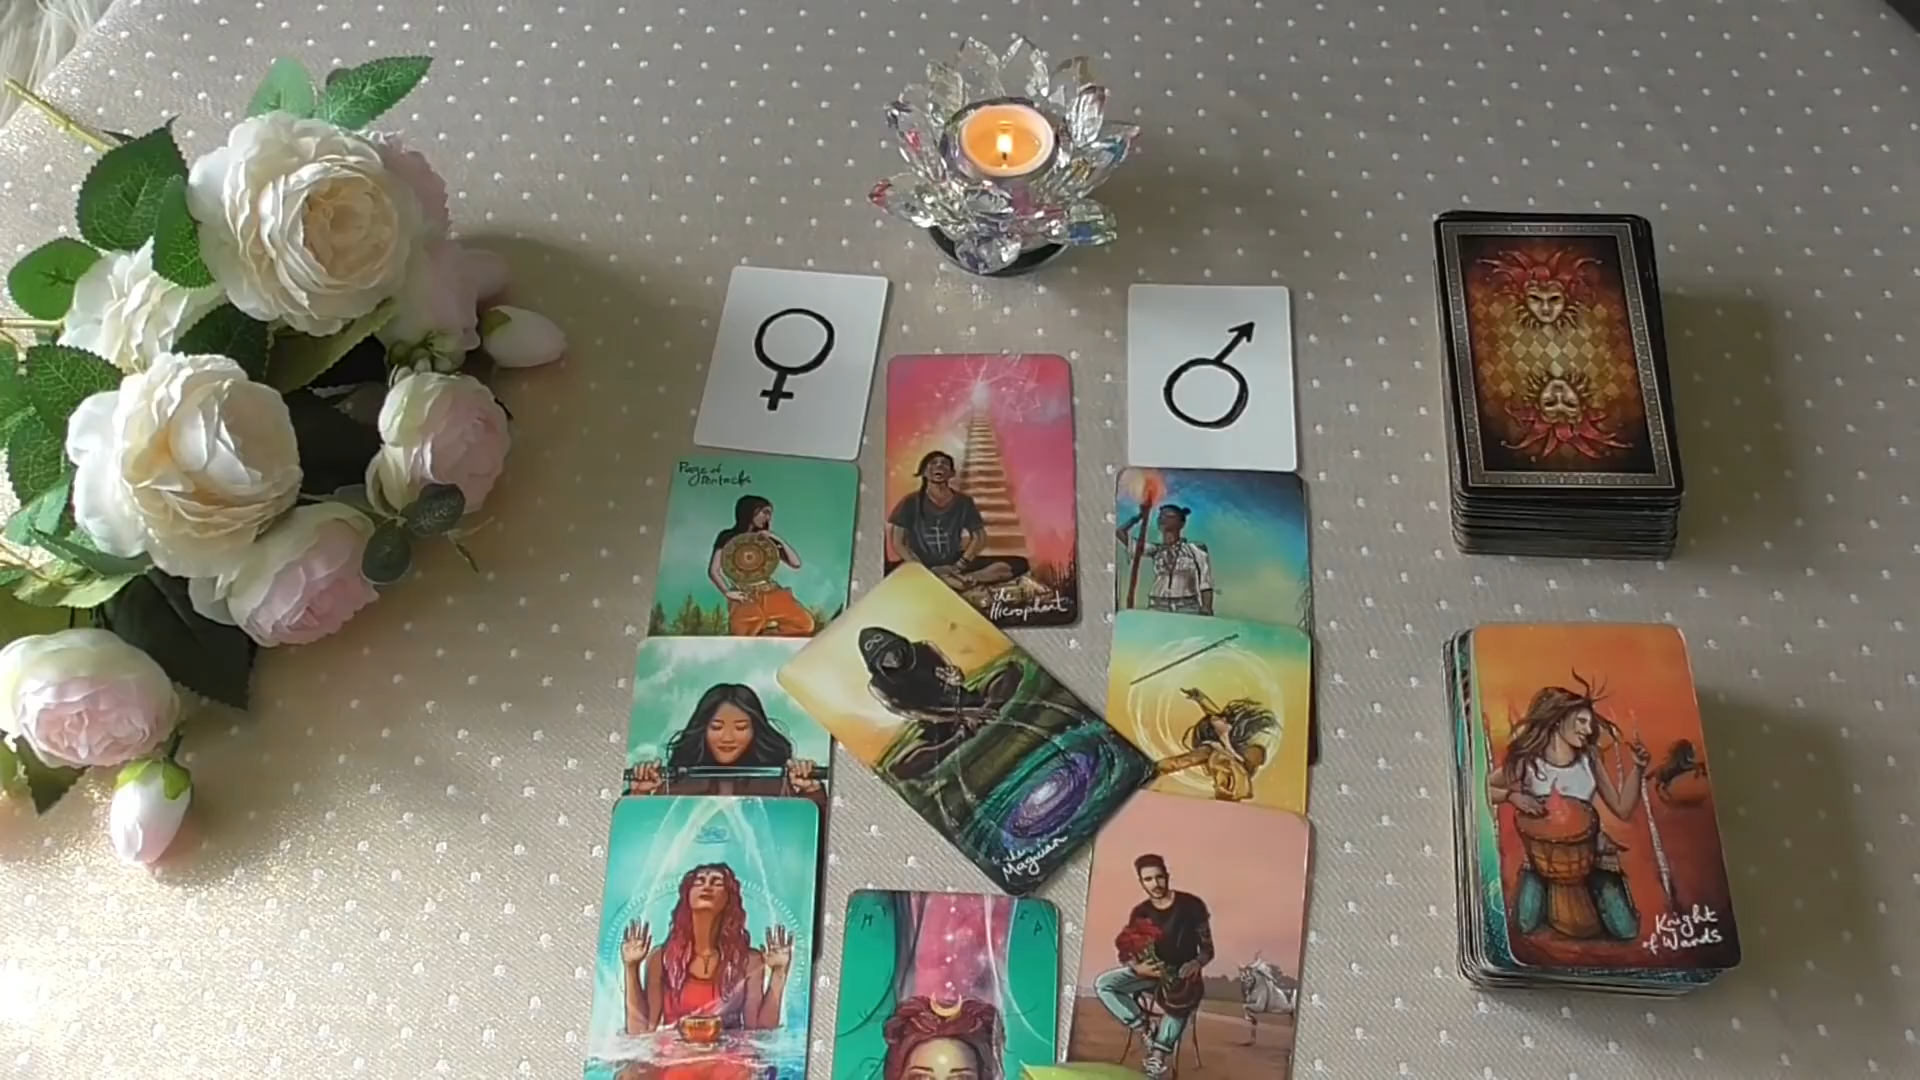 Page of
Pentacles
the
Hierophant
the
Magician
Knight
of Wands